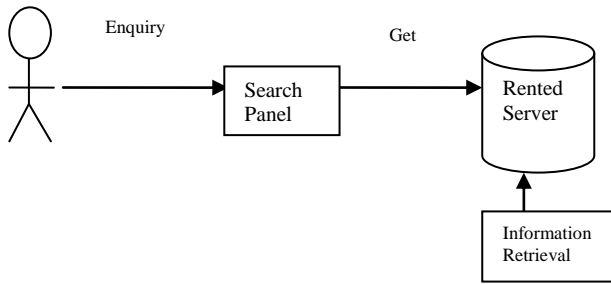 Enquiry
Get
Search
Panel
Rented
Server
Information
Retrieval